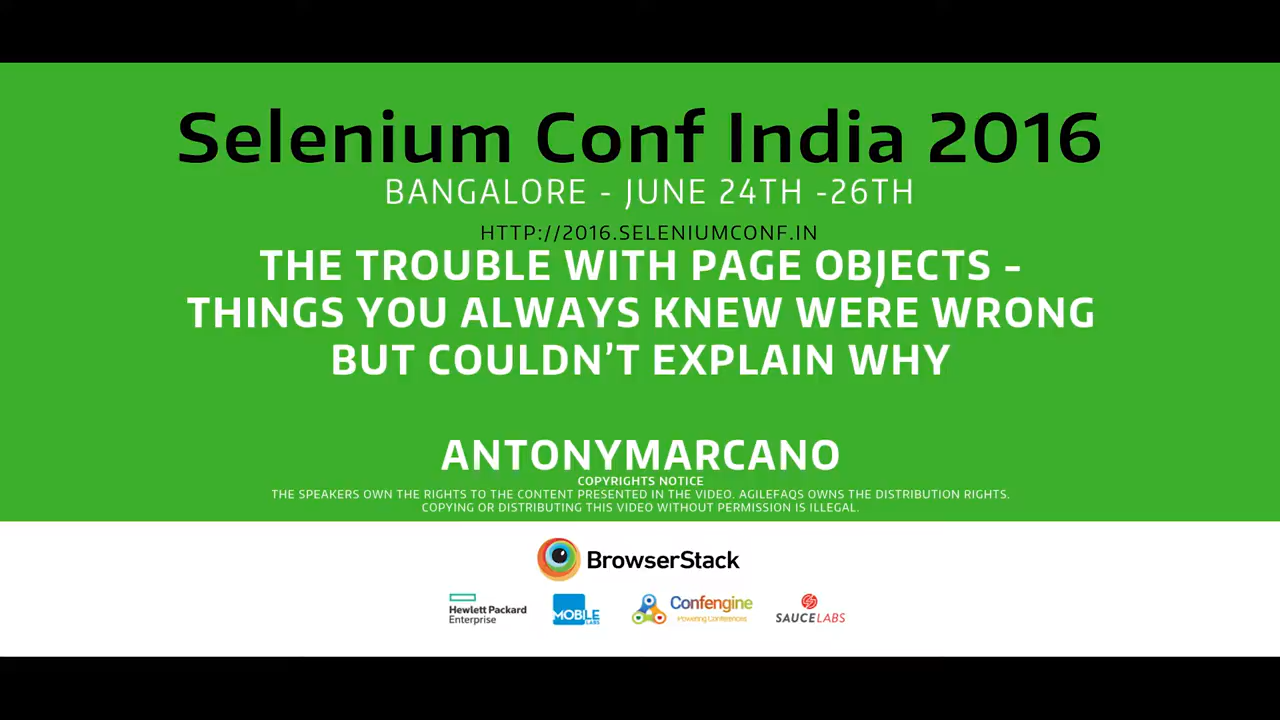 Selenium Conf India 2016
BANGALORE - JUNE 24TH -26TH
HTTP://2016.SELENIUMCONF.IN
THE TROUBLE WITH PAGE OBJECTS -
THINGS YOU ALWAYS KNEW WERE WRONG
BUT COULDN'T EXPLAIN WHY
ANTONYMARCANO
COPYRIGHTS NOTICE
THE SPEAKERS OWN THE RIGHTS TO THE CONTENT PRESENTED IN THE VIDEO. AGILEFAQS OWNS THE DISTRIBUTION RIGHTS.
COPYING OR DISTRIBUTING THIS VIDEO WITHOUT PERMISSION IS ILLEGAL.
BrowserStack
Hewlett Packard
Enterprise
MOBILE
LABS
Confengine
Powering Conferences
SAUCELABS